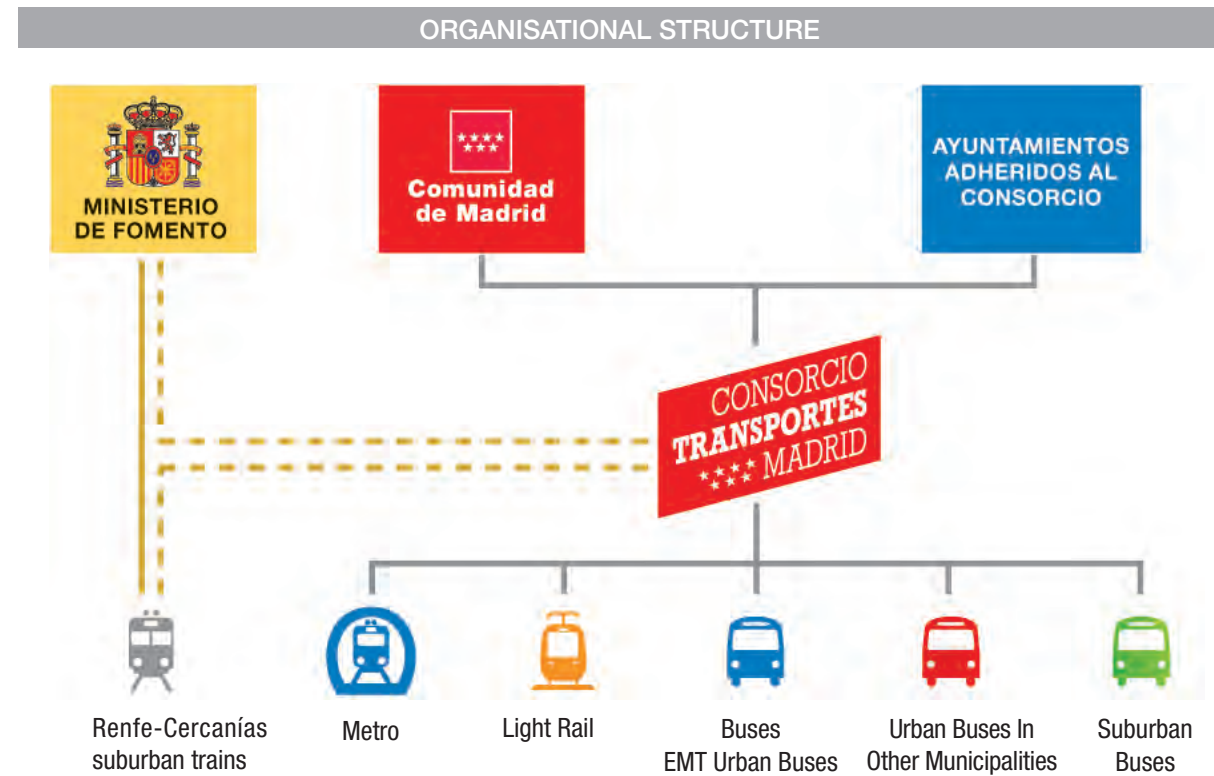 ORGANISATIONAL STRUCTURE
MINISTERIO
DE FOMENTO
Comunidad
de Madrid
AYUNTAMIENTOS
ADHERIDOS AL
CONSORCIO
CONSORCIO
TRANSPORTES
MADRID
Renfe-Cercanías
suburban trains
Metro
Light Rail
Buses
EMT Urban Buses
Urban Buses In
Other Municipalities
Suburban
Buses